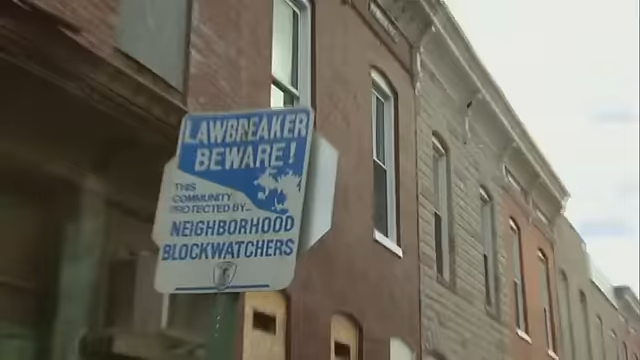 LAWBREAKER
BEWARE!
THIS
COMMUNITY
PROTECTED BY...
NEIGHBORHOOD
BLOCKWATCHERS